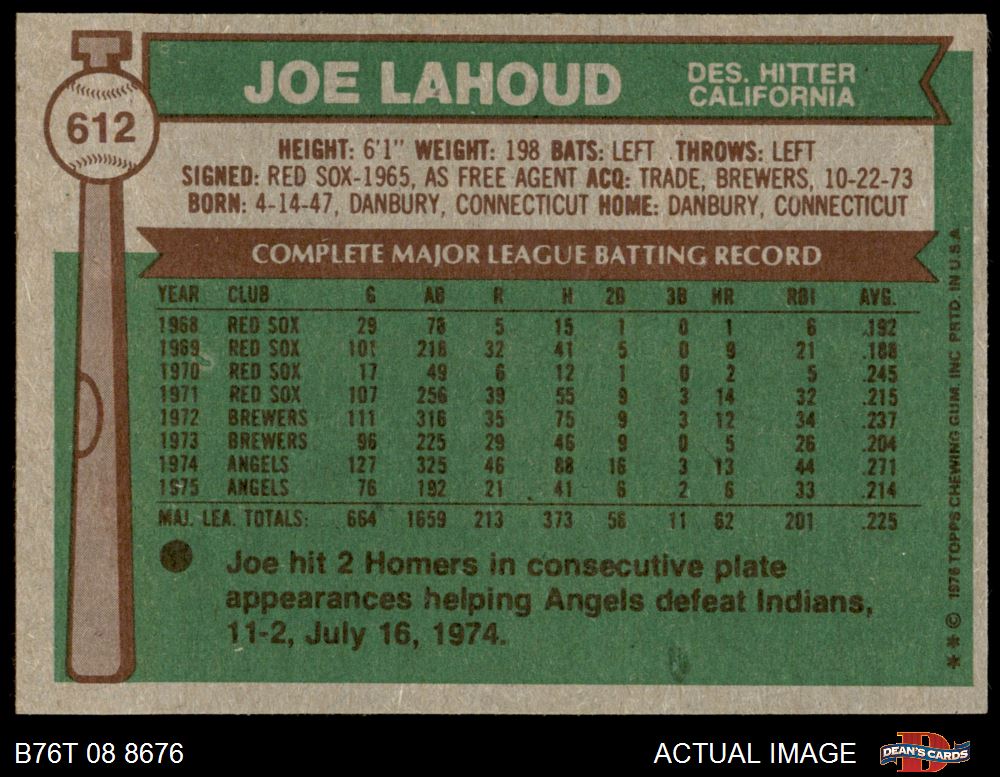 612
JOE LAHOUD
DES. HITTER
CALIFORNIA
HEIGHT: 6'1" WEIGHT: 198 BATS: LEFT THROWS: LEFT
SIGNED: RED SOX-1965, AS FREE AGENT ACQ: TRADE, BREWERS, 10-22-73
BORN: 4-14-47, DANBURY, CONNECTICUT HOME: DANBURY, CONNECTICUT
COMPLETE MAJOR LEAGUE BATTING RECORD
YEAR CLUB G AB R H 2B 3B HR RBI AVG.
1968 RED SOX 29 78 5 15 1 0 1 6 .192
1969 RED SOX 101 218 32 41 5 0 9 21 .188
1970 RED SOX 17 49 6 12 1 0 2 5 .245
1971 RED SOX 107 256 39 55 9 3 14 32 .215
1972 BREWERS 111 316 35 75 9 3 12 34 .237
1973 BREWERS 96 225 29 46 9 0 5 26 .204
1974 ANGELS 127 325 46 88 16 3 13 44 .271
1975 ANGELS 76 192 21 41 6 2 6 33 .214
MAJ. LEA. TOTALS: 664 1659 213 373 56 11 62 201 .225
Joe hit 2 Homers in consecutive plate
appearances helping Angels defeat Indians,
11-2, July 16, 1974.
* * © 1976 TOPPS CHEWING GUM. INC PRTD. IN U.S.A
B76T 08 8676
ACTUAL IMAGE
DEAN'S CARDS